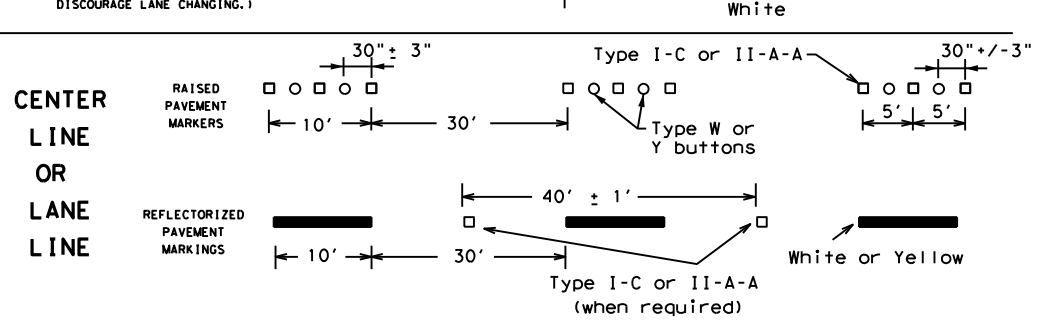 DISCOURAGE LANE CHANGING.)
White
30"± 3"
Type I-C or II-A-A
30"+/-3"
CENTER
LINE
OR
LANE
LINE
RAISED
PAVEMENT
MARKERS
10'
30'
Type W or
Y buttons
5'
5'
40' ± 1'
REFLECTORIZED
PAVEMENT
MARKINGS
10'
30'
Type I-C or II-A-A
(when required)
White or Yellow